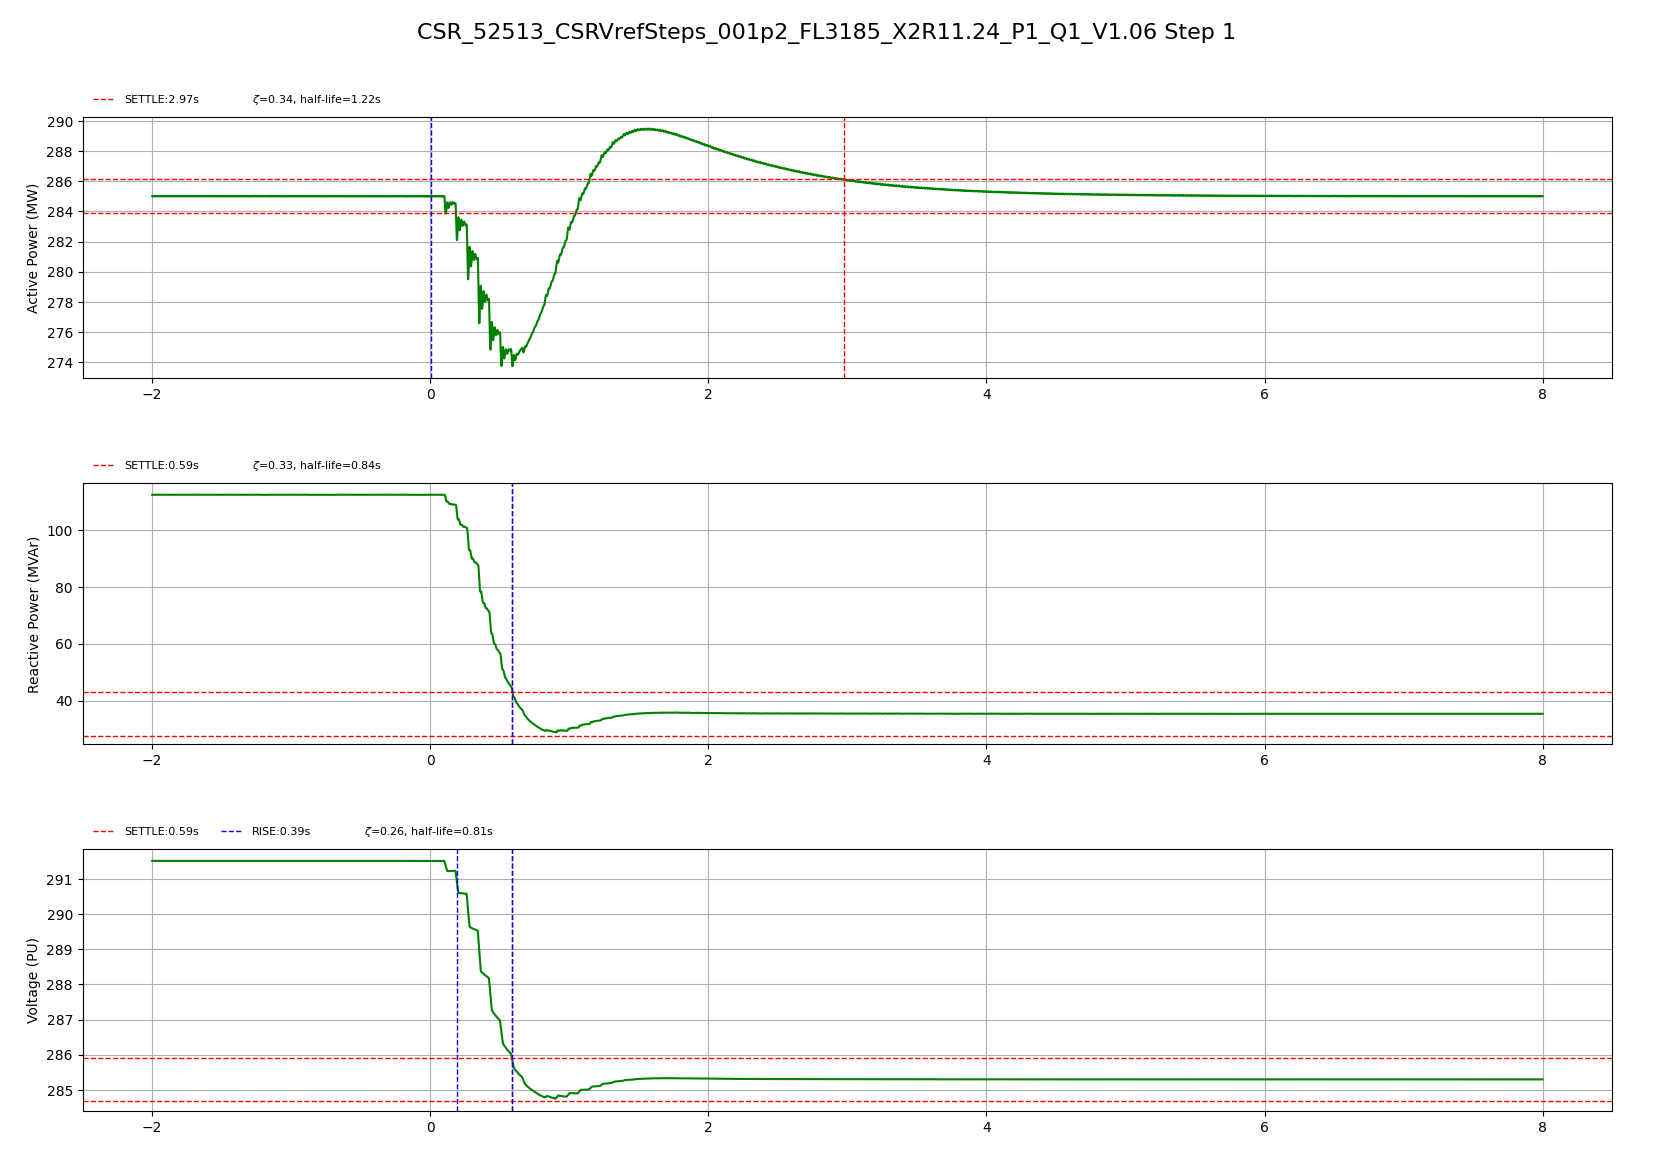 CSR_52513_CSRVrefSteps_001p2_FL3185_X2R11.24_P1_Q1_V1.06 Step 1
SETTLE:2.97s ζ=0.34, half-life=1.22s
Active Power (MW)
290
288
286
284
282
280
278
276
274
−2 0 2 4 6 8
SETTLE:0.59s ζ=0.33, half-life=0.84s
Reactive Power (MVAr)
100
80
60
40
−2 0 2 4 6 8
SETTLE:0.59s RISE:0.39s ζ=0.26, half-life=0.81s
Voltage (PU)
291
290
289
288
287
286
285
−2 0 2 4 6 8